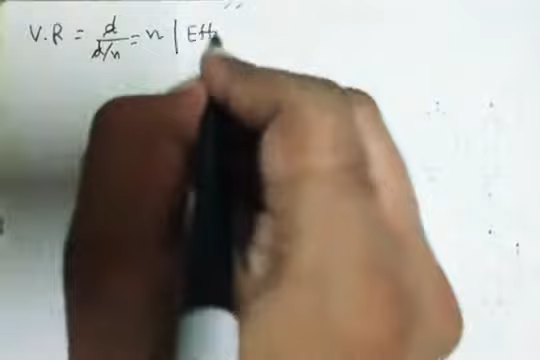 V.R = d/d/n = n | Eff